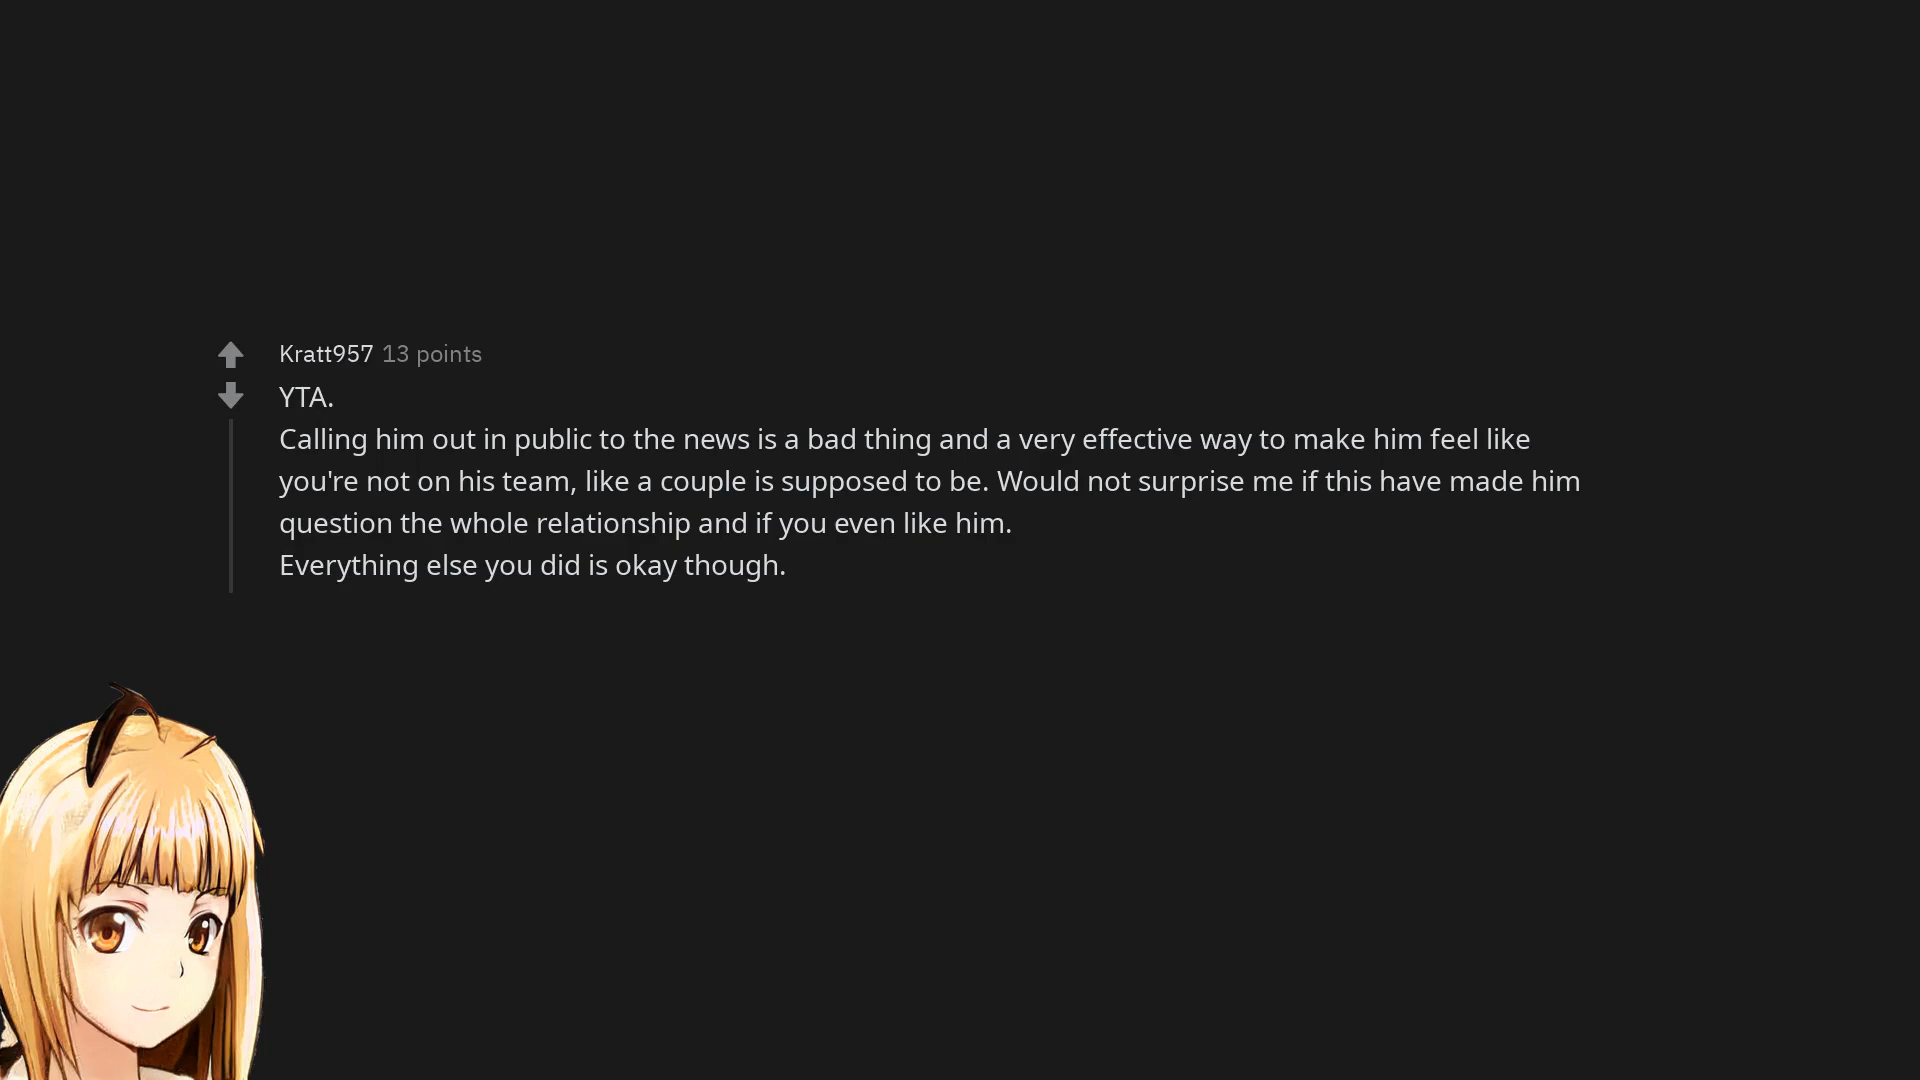 Kratt957 13 points
YTA.
Calling him out in public to the news is a bad thing and a very effective way to make him feel like
you're not on his team, like a couple is supposed to be. Would not surprise me if this have made him
question the whole relationship and if you even like him.
Everything else you did is okay though.